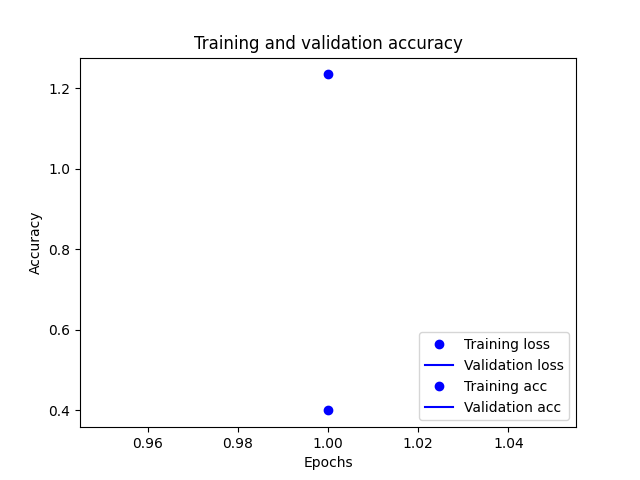 Training and validation accuracy
1.2
1.0
0.8
0.6
0.4
Accuracy
Training loss
Validation loss
Training acc
Validation acc
0.96 0.98 1.00 1.02 1.04
Epochs